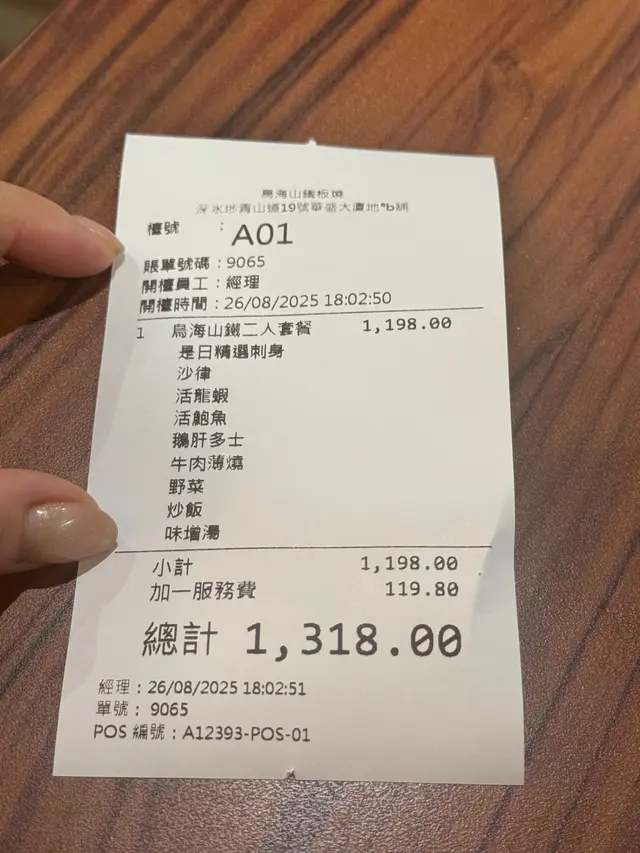 鳥海山鐵板燒
深水埗青山道19號華盛大廈地"b舖
檯號 : A01
賬單號碼：9065
開檯員工：經理
開檯時間：26/08/2025 18:02:50
1 鳥海山鐵二人套餐 1,198.00
是日精選刺身
沙律
活龍蝦
活鮑魚
鵝肝多士
牛肉薄燒
野菜
炒飯
味增湯
小計 1,198.00
加一服務費 119.80
總計 1,318.00
經理：26/08/2025 18:02:51
單號：9065
POS 編號：A12393-POS-01